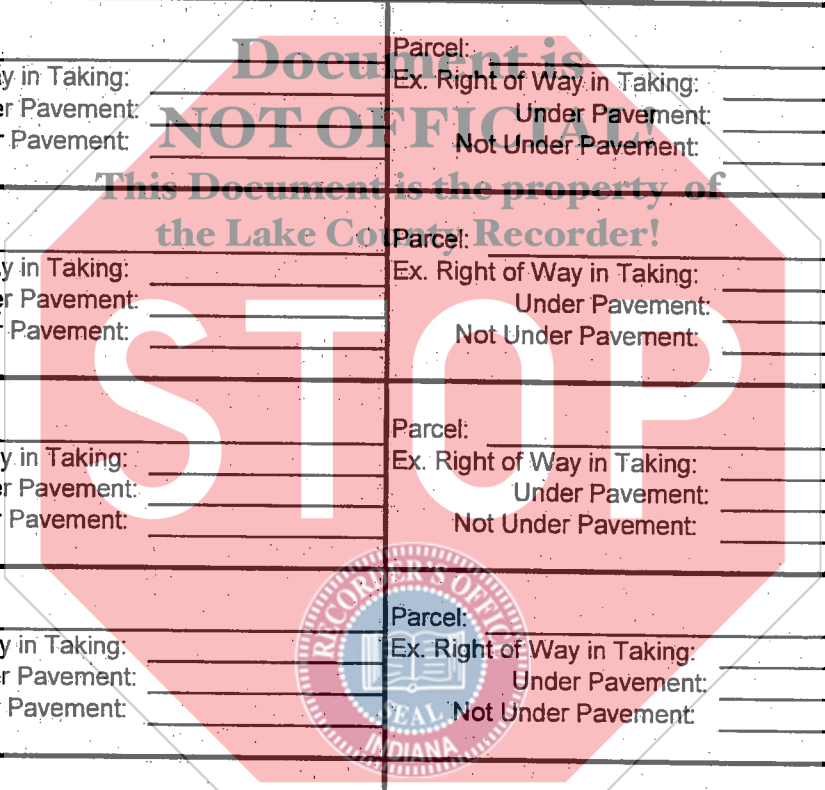 Document is
NOT OFFICIAL!
This Document is the property of
the Lake County Recorder!
STOP
y in Taking:
r Pavement:
Pavement:
Parcel:
Ex. Right of Way in Taking:
Under Pavement:
Not Under Pavement:
y in Taking:
r Pavement:
Pavement:
Parcel:
Ex. Right of Way in Taking:
Under Pavement:
Not Under Pavement:
y in Taking:
r Pavement:
Pavement:
Parcel:
Ex. Right of Way in Taking:
Under Pavement:
Not Under Pavement:
y in Taking:
r Pavement:
Pavement:
Parcel:
Ex. Right of Way in Taking:
Under Pavement:
Not Under Pavement:
RECORDER'S OFFICE
SEAL
INDIANA